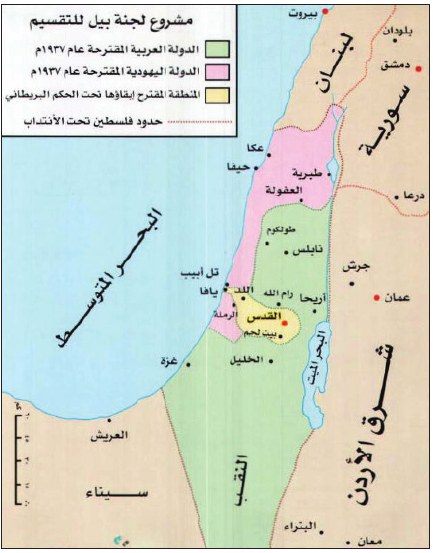 مشروع لجنة بيل للتقسيم
الدولة العربية المقترحة عام ١٩٣٧م
الدولة اليهودية المقترحة عام ١٩٣٧م
المنطقة المقترح إبقاؤها تحت الحكم البريطاني
حدود فلسطين تحت الأنتداب
بيروت
لبنان
بلودان
دمشق
سورية
عكا
حيفا
طبرية
العفولة
درعا
طولكوم
نابلس
جرش
البحر المتوسط
تل أبيب
يافا
اللد
رام الله
أريحا
عمان
الرملة
القدس
بيت لحم
البحر الميت
غزة
الخليل
شرق الأردن
العريش
النقب
سيناء
البتراء
معان